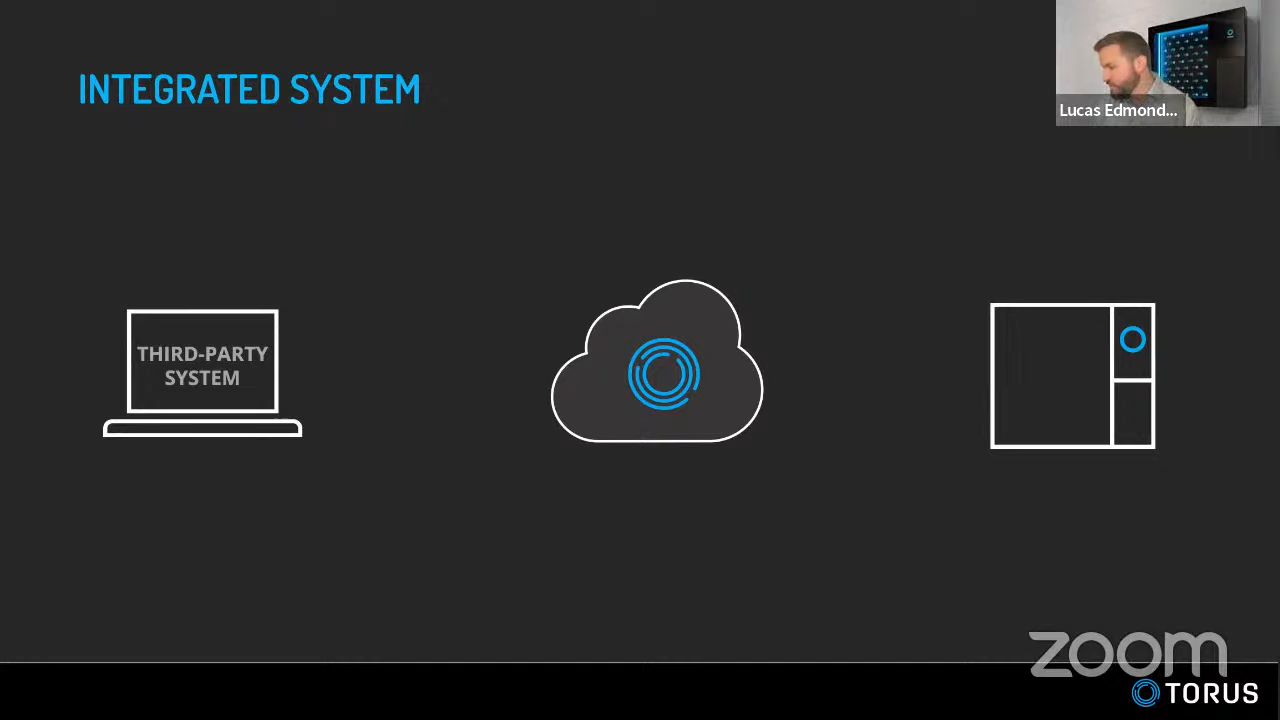 INTEGRATED SYSTEM
Lucas Edmond...
THIRD-PARTY
SYSTEM
zoom
TORUS